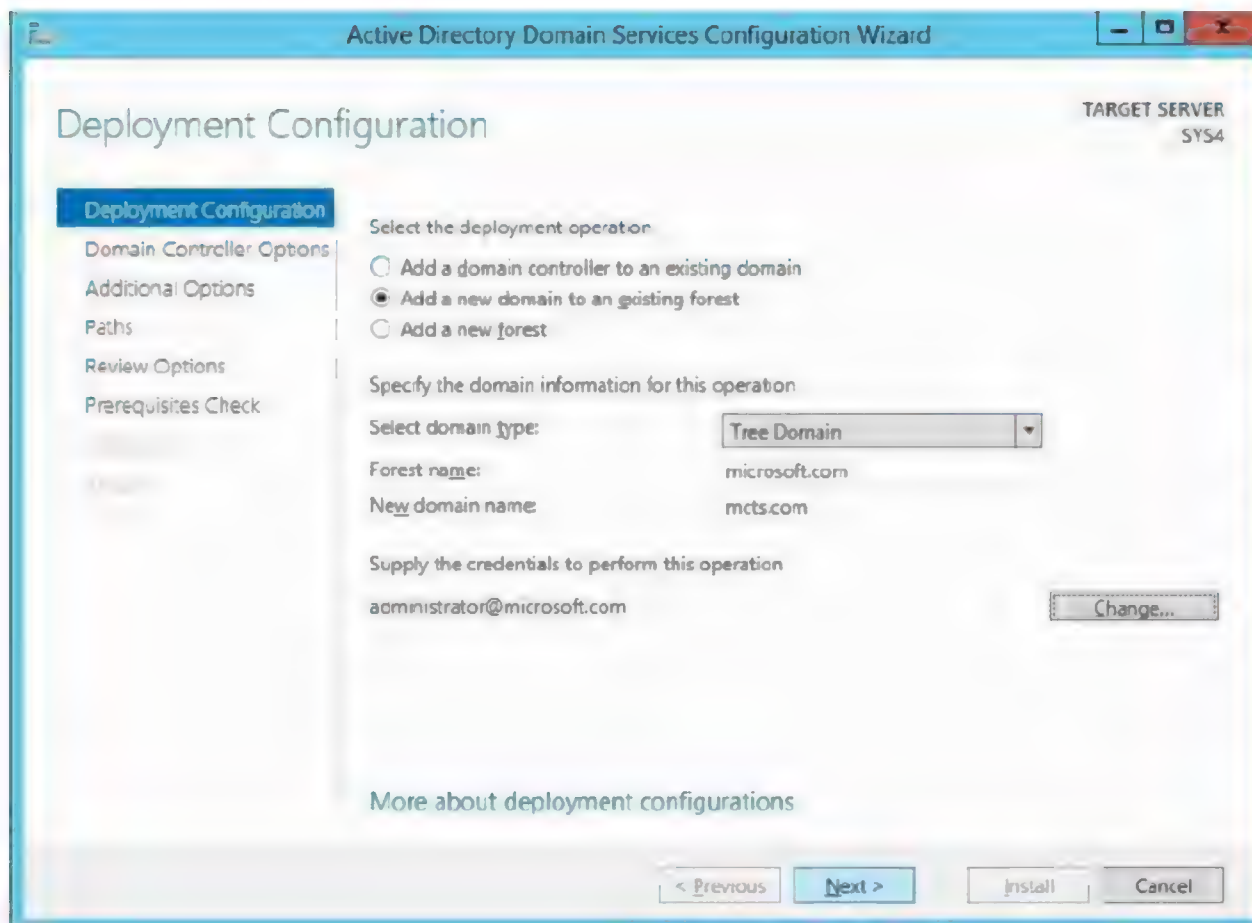 Active Directory Domain Services Configuration Wizard
Deployment Configuration
TARGET SERVER
SYS4
Deployment Configuration
Domain Controller Options
Additional Options
Paths
Review Options
Prerequisites Check
Select the deployment operation
Add a domain controller to an existing domain
Add a new domain to an existing forest
Add a new forest
Specify the domain information for this operation
Select domain type:
Tree Domain
Forest name:
microsoft.com
New domain name:
mcts.com
Supply the credentials to perform this operation
administrator@microsoft.com
Change...
More about deployment configurations
< Previous
Next >
Install
Cancel